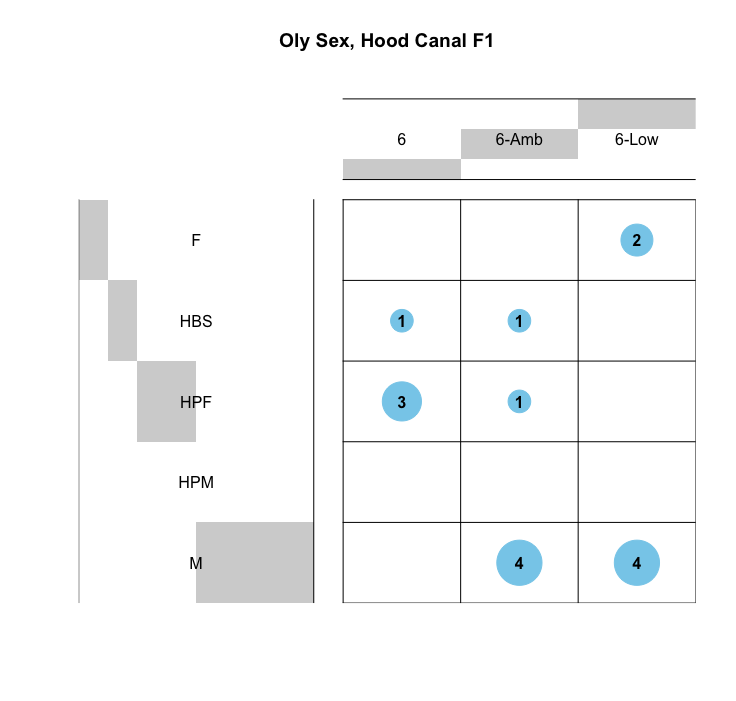 Oly Sex, Hood Canal F1
6 6-Amb 6-Low
F 2
HBS 1 1
HPF 3 1
HPM
M 4 4